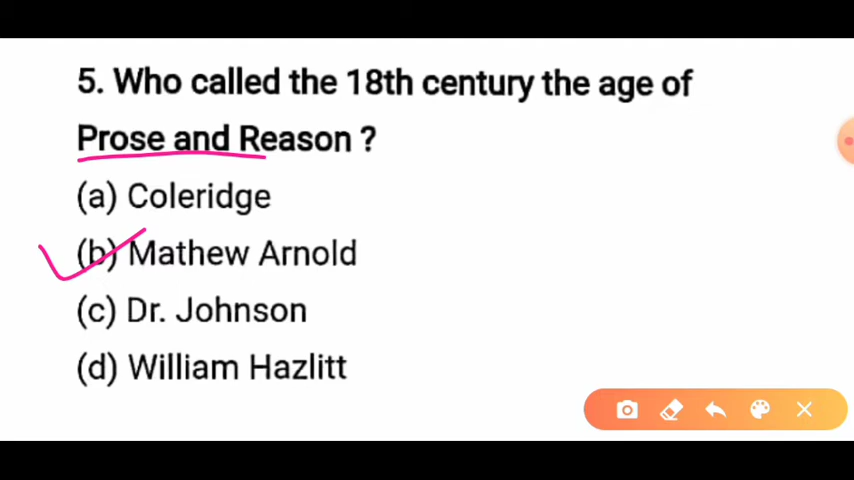 5. Who called the 18th century the age of
Prose and Reason ?
(a) Coleridge
(b) Mathew Arnold
(c) Dr. Johnson
(d) William Hazlitt